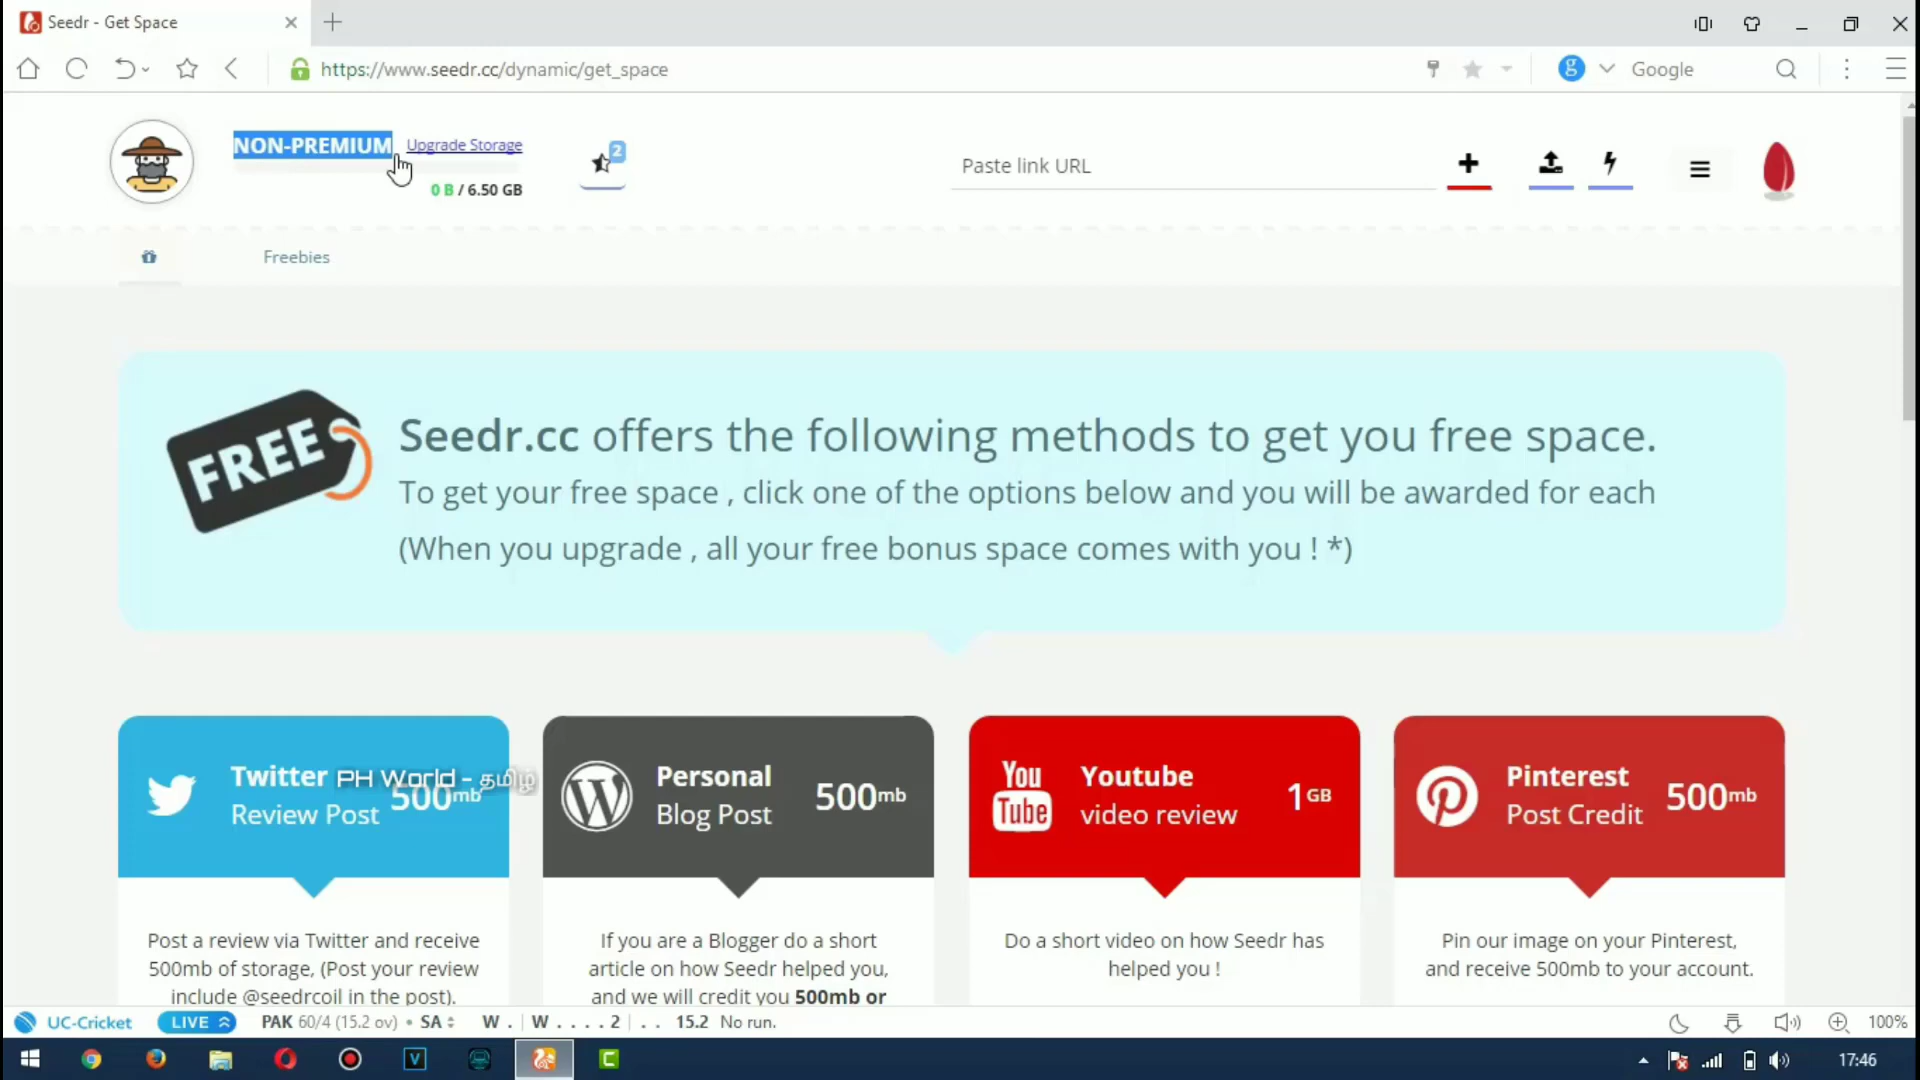 Seedr - Get Space
https://www.seedr.cc/dynamic/get_space
g
Google
NON-PREMIUM Upgrade Storage
2
0 B / 6.50 GB
Paste link URL
Freebies
FREE
Seedr.cc offers the following methods to get you free space.
To get your free space , click one of the options below and you will be awarded for each
(When you upgrade , all your free bonus space comes with you ! *)
Twitter
Review Post
500mb
PH World - தமிழ்
Personal
Blog Post
500mb
You
Tube
Youtube
video review
1GB
Pinterest
Post Credit
500mb
Post a review via Twitter and receive
500mb of storage, (Post your review
include @seedrcoil in the post).
If you are a Blogger do a short
article on how Seedr helped you,
and we will credit you 500mb or
Do a short video on how Seedr has
helped you !
Pin our image on your Pinterest,
and receive 500mb to your account.
UC-Cricket LIVE PAK 60/4 (15.2 ov) • SA W . | W . . . . 2 | . . 15.2 No run.
100%
17:46